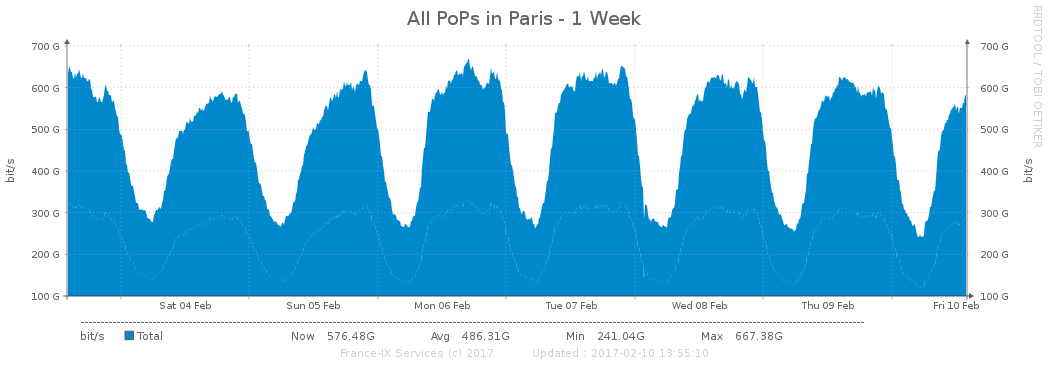 All PoPs in Paris - 1 Week
RRDTOOL / TOBI OETIKER
700 G 700 G
600 G 600 G
500 G 500 G
400 G 400 G
300 G 300 G
200 G 200 G
100 G 100 G
bit/s bit/s
Sat 04 Feb Sun 05 Feb Mon 06 Feb Tue 07 Feb Wed 08 Feb Thu 09 Feb Fri 10 Feb
bit/s Total Now 576.48G Avg 486.31G Min 241.04G Max 667.38G
France-IX Services (c) 2017 Updated : 2017-02-10 13:55:10